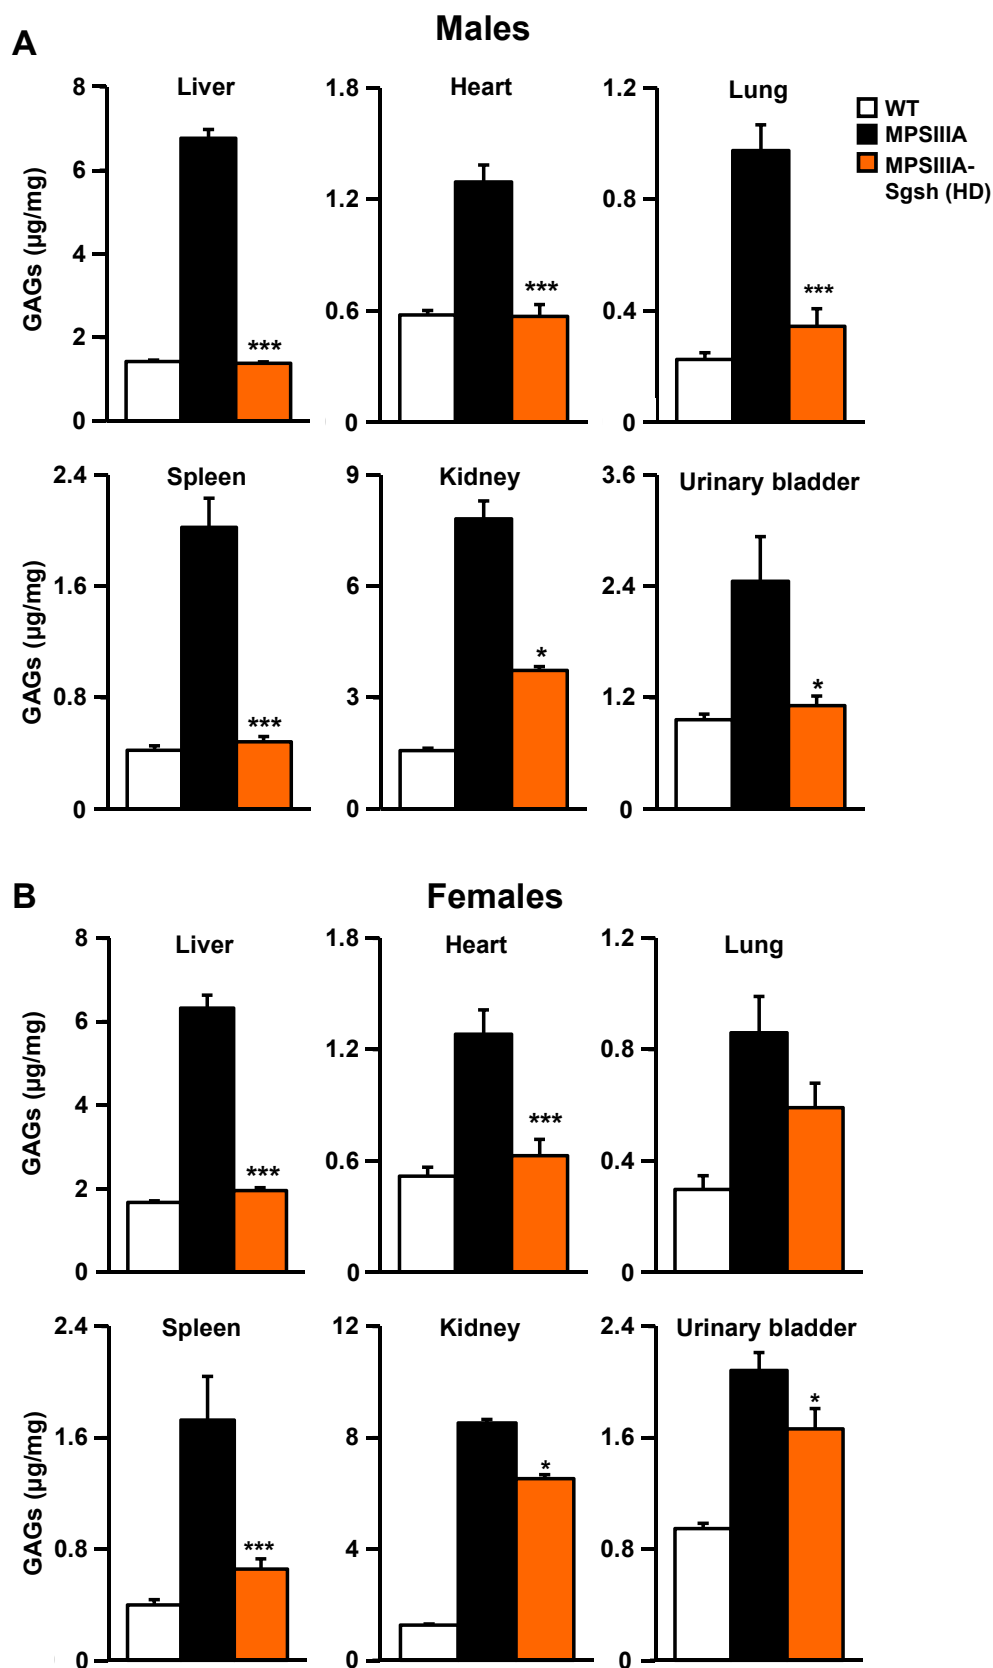 A
Males
Liver
Heart
Lung
WT
MPSIIIA
MPSIIIA-
Sgsh (HD)
GAGs (µg/mg)
8
6
4
2
0
***
1.8
1.2
0.6
0
***
1.2
0.8
0.4
0
***
Spleen
Kidney
Urinary bladder
GAGs (µg/mg)
2.4
1.6
0.8
0
***
9
6
3
0
*
3.6
2.4
1.2
0
*
B
Females
Liver
Heart
Lung
GAGs (µg/mg)
8
6
4
2
0
***
1.8
1.2
0.6
0
***
1.2
0.8
0.4
0
Spleen
Kidney
Urinary bladder
GAGs (µg/mg)
2.4
1.6
0.8
0
***
12
8
4
0
*
2.4
1.6
0.8
0
*